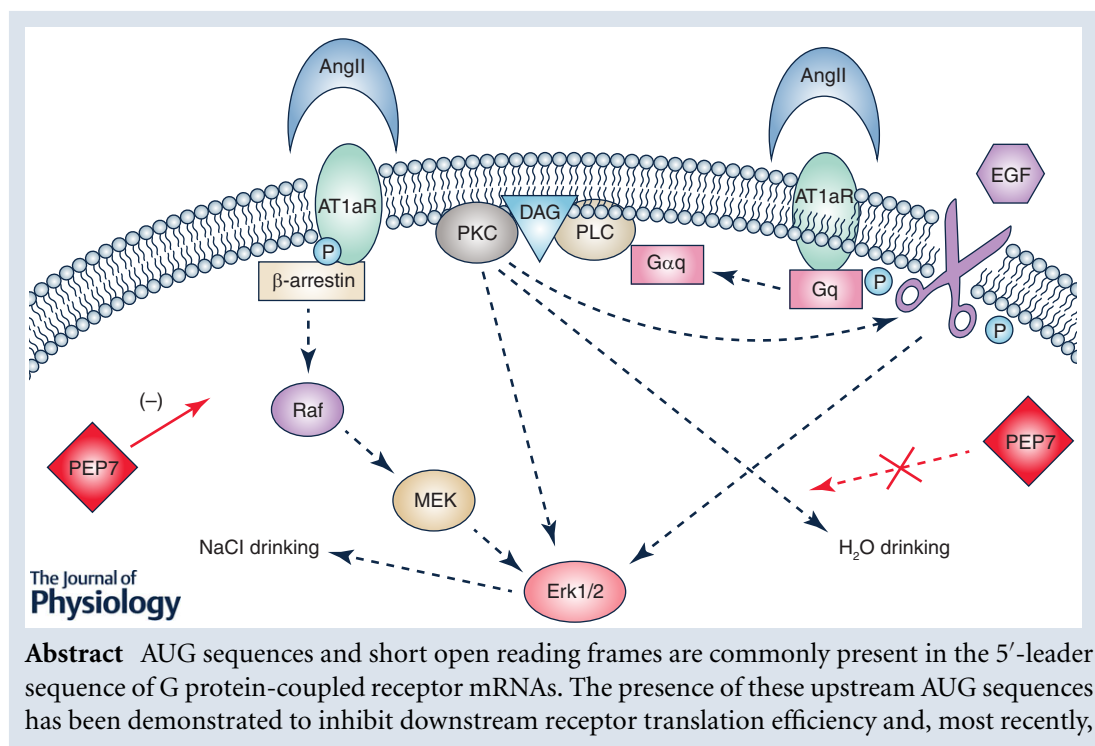 AngII
AngII
EGF
AT1aR
PKC
DAG
PLC
AT1aR
P
β-arrestin
Gαq
Gq
P
P
(–)
Raf
PEP7
PEP7
MEK
NaCl drinking
H₂O drinking
Erk1/2
The Journal of
Physiology
Abstract AUG sequences and short open reading frames are commonly present in the 5′-leader
sequence of G protein-coupled receptor mRNAs. The presence of these upstream AUG sequences
has been demonstrated to inhibit downstream receptor translation efficiency and, most recently,